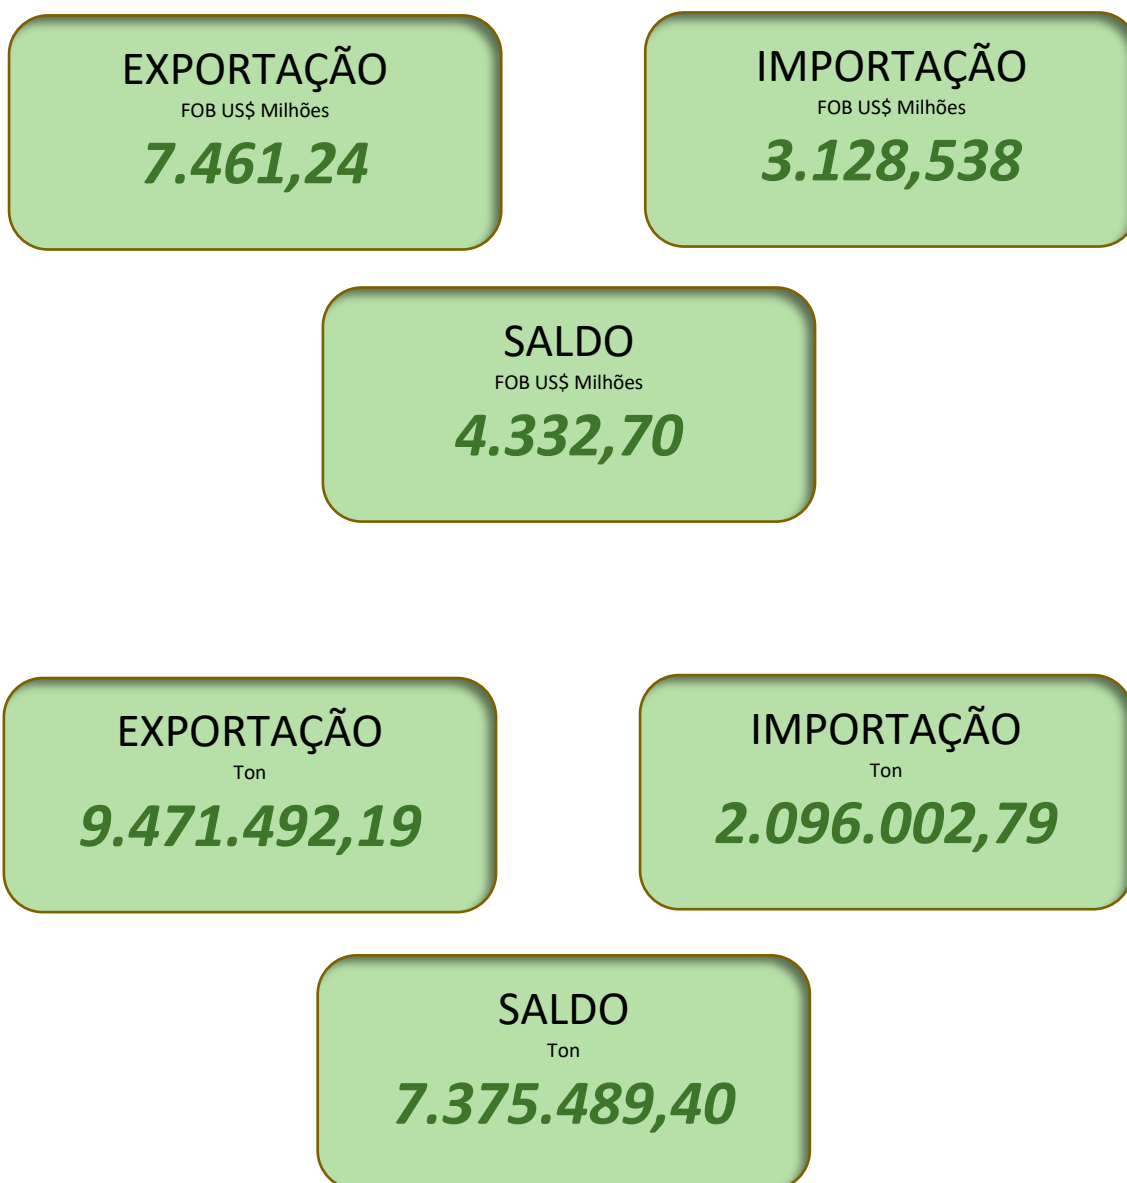 EXPORTAÇÃO
FOB US$ Milhões
7.461,24
IMPORTAÇÃO
FOB US$ Milhões
3.128,538
SALDO
FOB US$ Milhões
4.332,70
EXPORTAÇÃO
Ton
9.471.492,19
IMPORTAÇÃO
Ton
2.096.002,79
SALDO
Ton
7.375.489,40